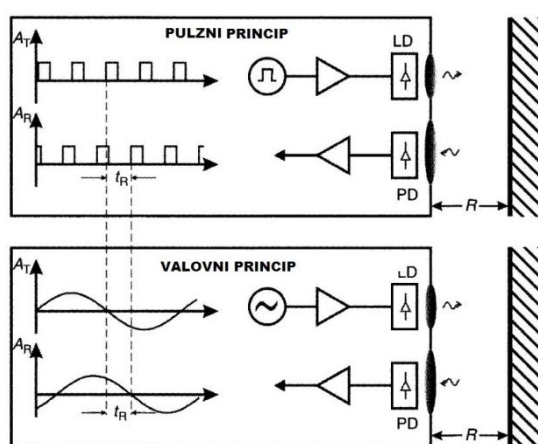 PULZNI PRINCIP
A_T
LD
A_R
t_R
PD
R
VALOVNI PRINCIP
A_T
LD
A_R
t_R
PD
R